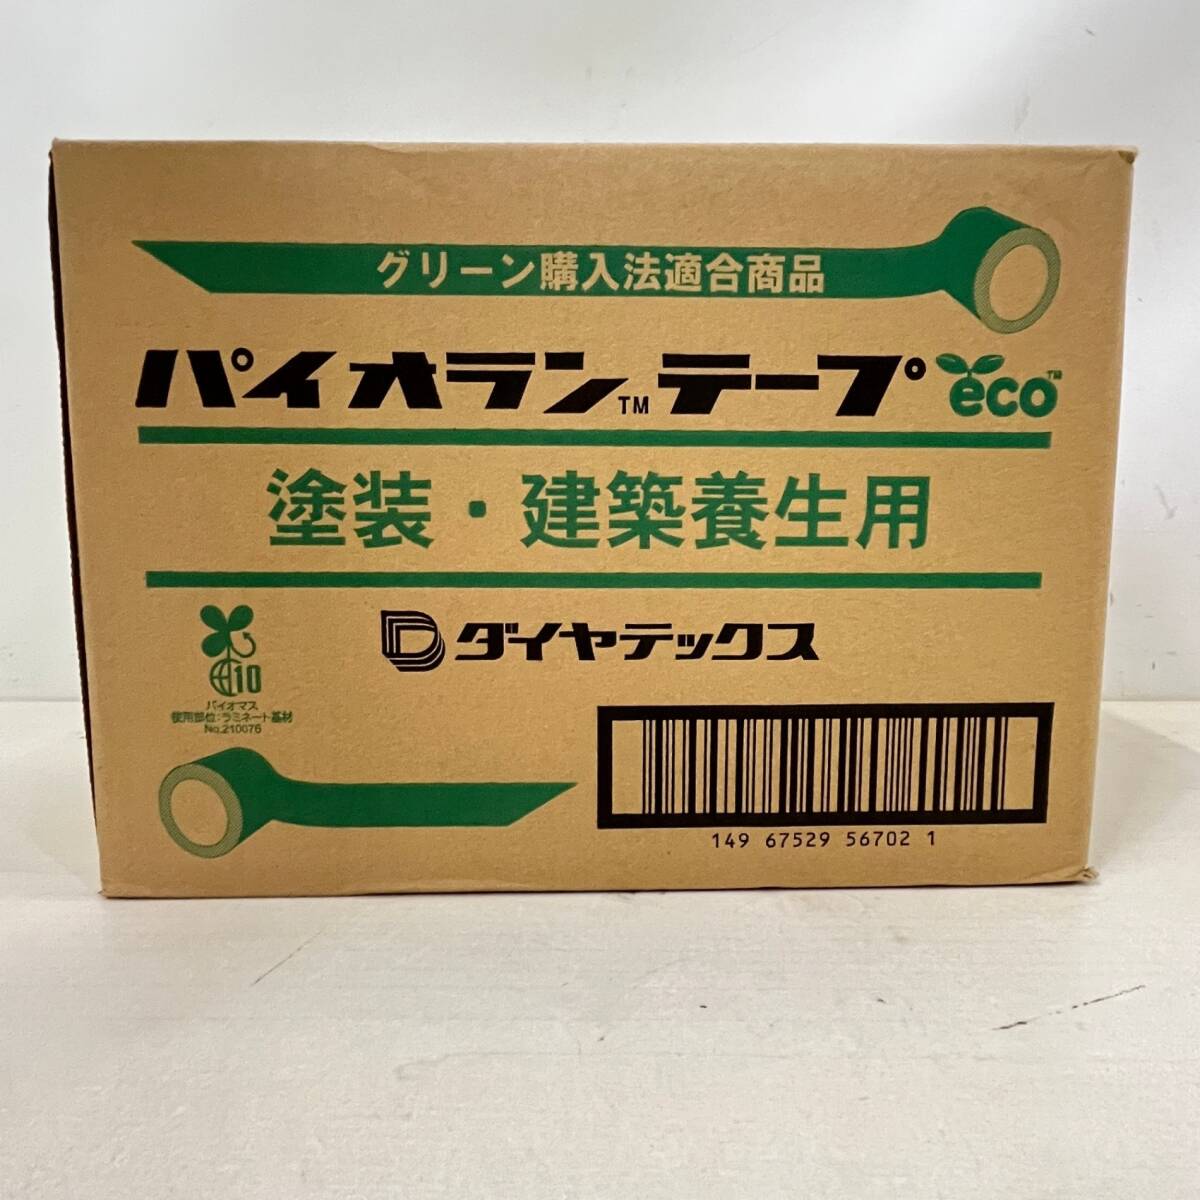 グリーン購入法適合商品
パイオラン™テープ eco™
塗装・建築養生用
D ダイヤテックス
10
バイオマス
使用部位:ラミネート基材
No.210076
149 67529 56702 1